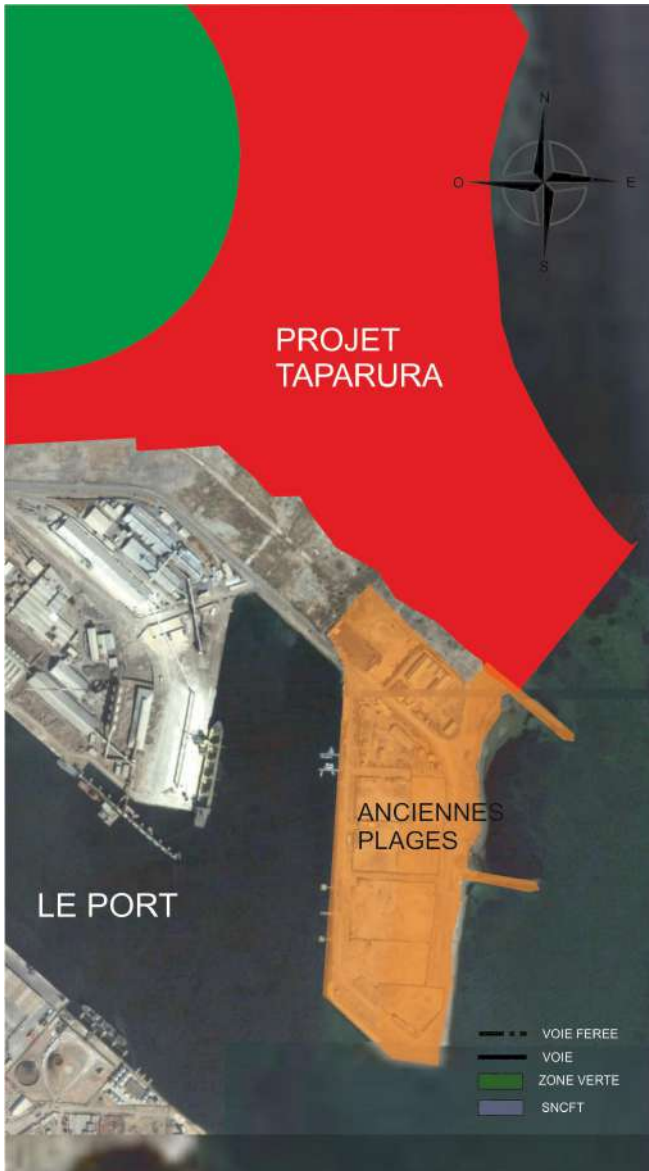 N
O
E
S
PROJET
TAPARURA
ANCIENNES
PLAGES
LE PORT
VOIE FEREE
VOIE
ZONE VERTE
SNCFT